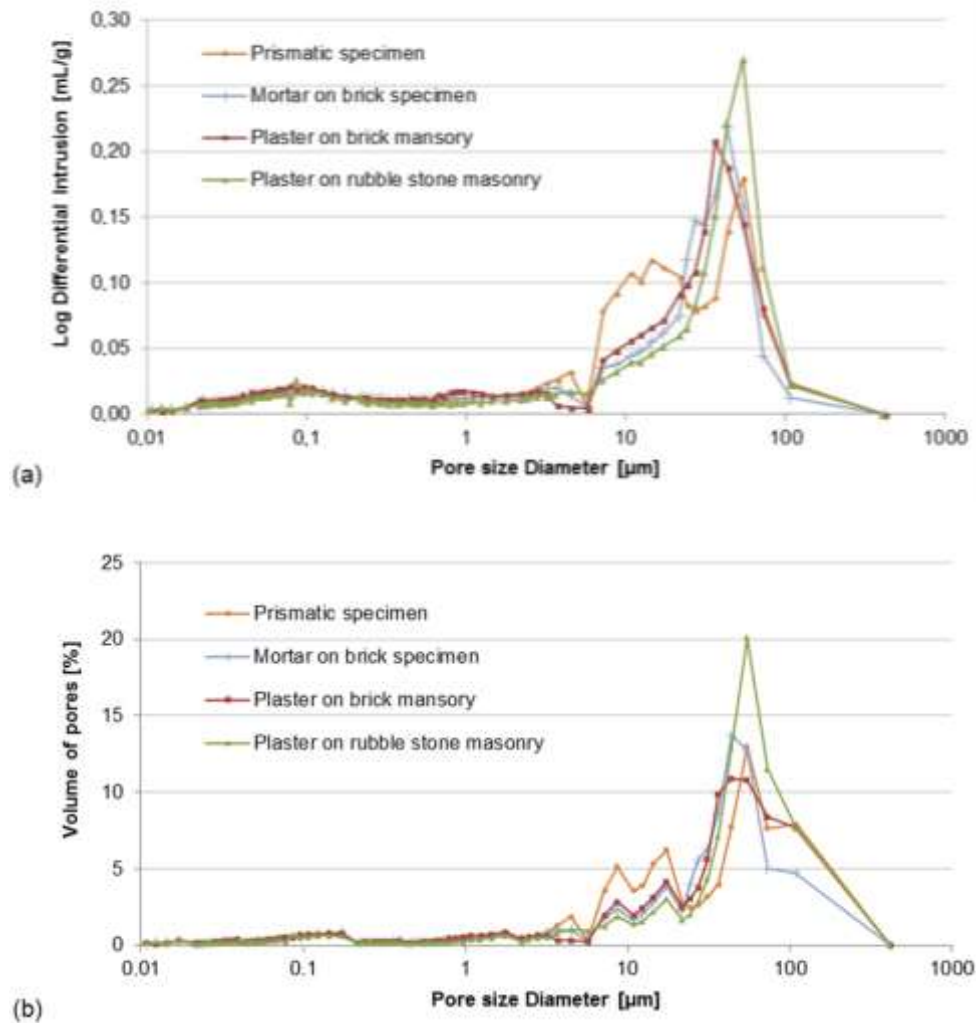 0,30
0,25
0,20
0,15
0,10
0,05
0,00
Log Differential Intrusion [mL/g]
Prismatic specimen
Mortar on brick specimen
Plaster on brick mansory
Plaster on rubble stone masonry
0,01 0,1 1 10 100 1000
Pore size Diameter [µm]
(a)
25
20
15
10
5
0
Volume of pores [%]
Prismatic specimen
Mortar on brick specimen
Plaster on brick mansory
Plaster on rubble stone masonry
0.01 0.1 1 10 100 1000
Pore size Diameter [µm]
(b)